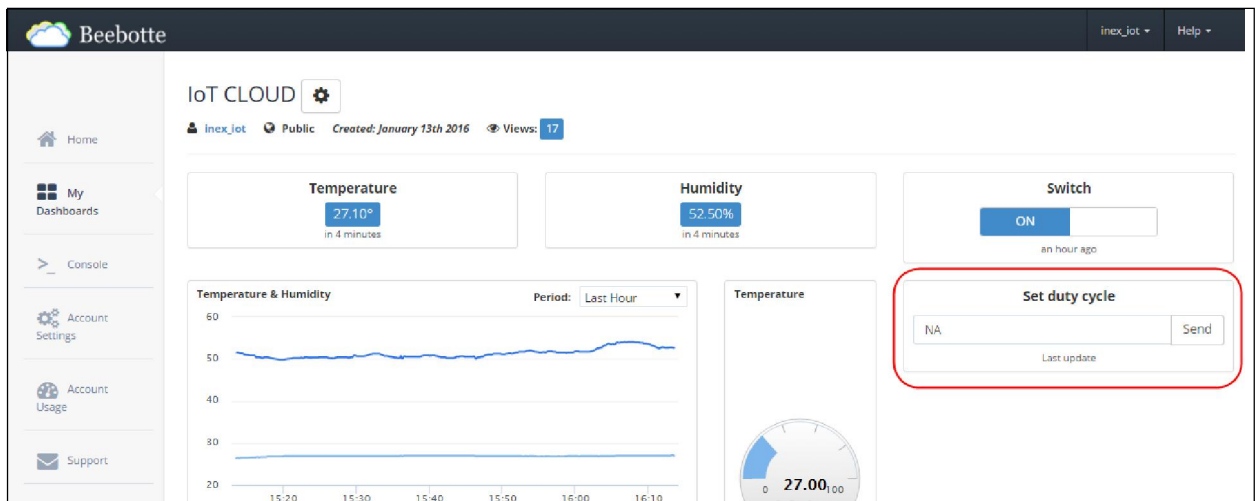 Beebotte
inex_iot
Help
IoT CLOUD
inex_iot Public Created: January 13th 2016 Views: 17
Home
My
Dashboards
>_ Console
Account
Settings
Account
Usage
Support
Temperature
27.10°
in 4 minutes
Humidity
52.50%
in 4 minutes
Switch
ON
an hour ago
Temperature & Humidity
Period: Last Hour
60
50
40
30
20
15:20 15:30 15:40 15:50 16:00 16:10
Temperature
0 27.00 100
Set duty cycle
NA
Send
Last update